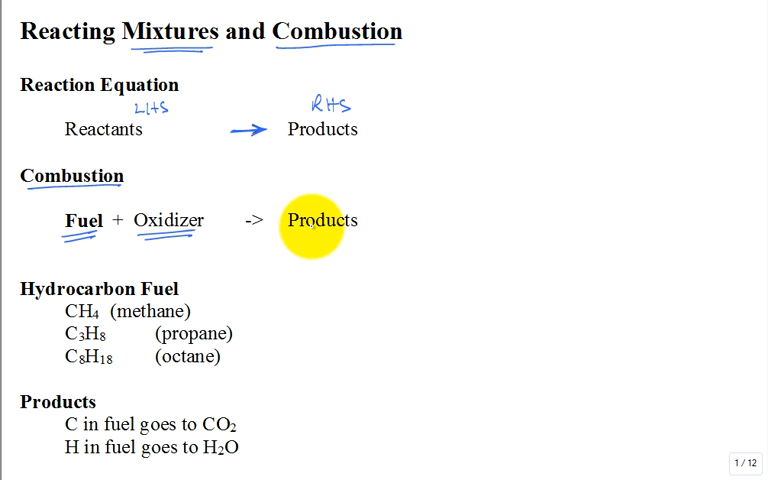 Reacting Mixtures and Combustion
Reaction Equation
LHS RHS
Reactants Products
Combustion
Fuel + Oxidizer -> Products
Hydrocarbon Fuel
CH₄ (methane)
C₃H₈ (propane)
C₈H₁₈ (octane)
Products
C in fuel goes to CO₂
H in fuel goes to H₂O
1 / 12